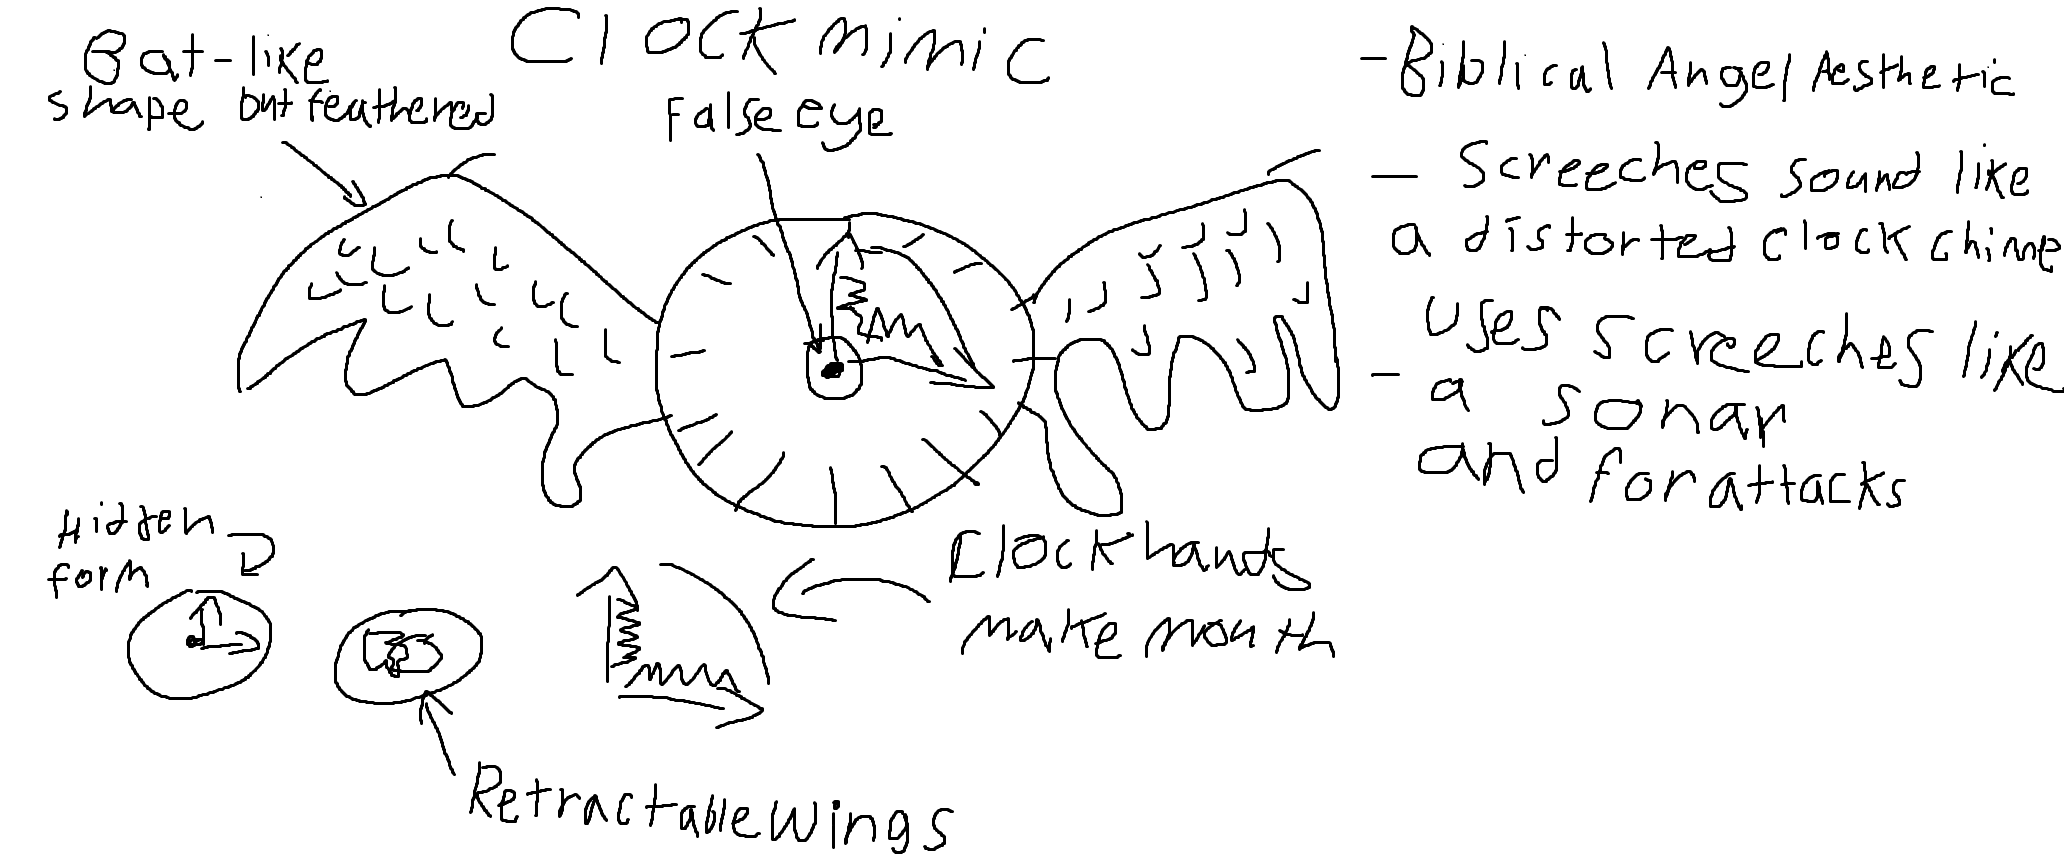 Clock mimic
Bat-like
shape but feathered
False eye
- Biblical Angel Aesthetic
- Screeches sound like
a distorted clock chime
- uses screeches like
a sonar
and for attacks
Hidden
form
Clock hands
make mouth
Retractable Wings